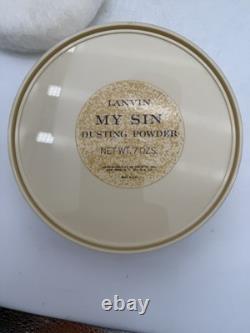 LANVIN
MY SIN
DUSTING POWDER
NET WT. 7 OZS.
ebay